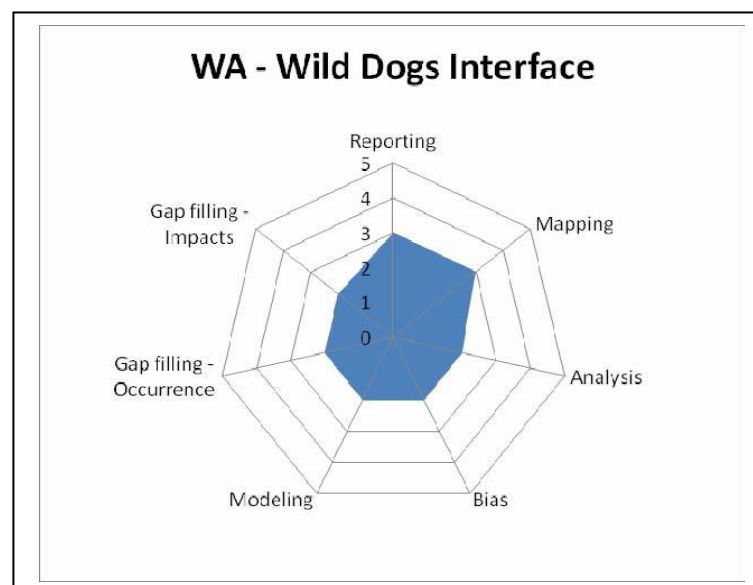 WA - Wild Dogs Interface
Reporting
5
4
3
2
1
0
Mapping
Analysis
Bias
Modeling
Gap filling -
Occurrence
Gap filling -
Impacts